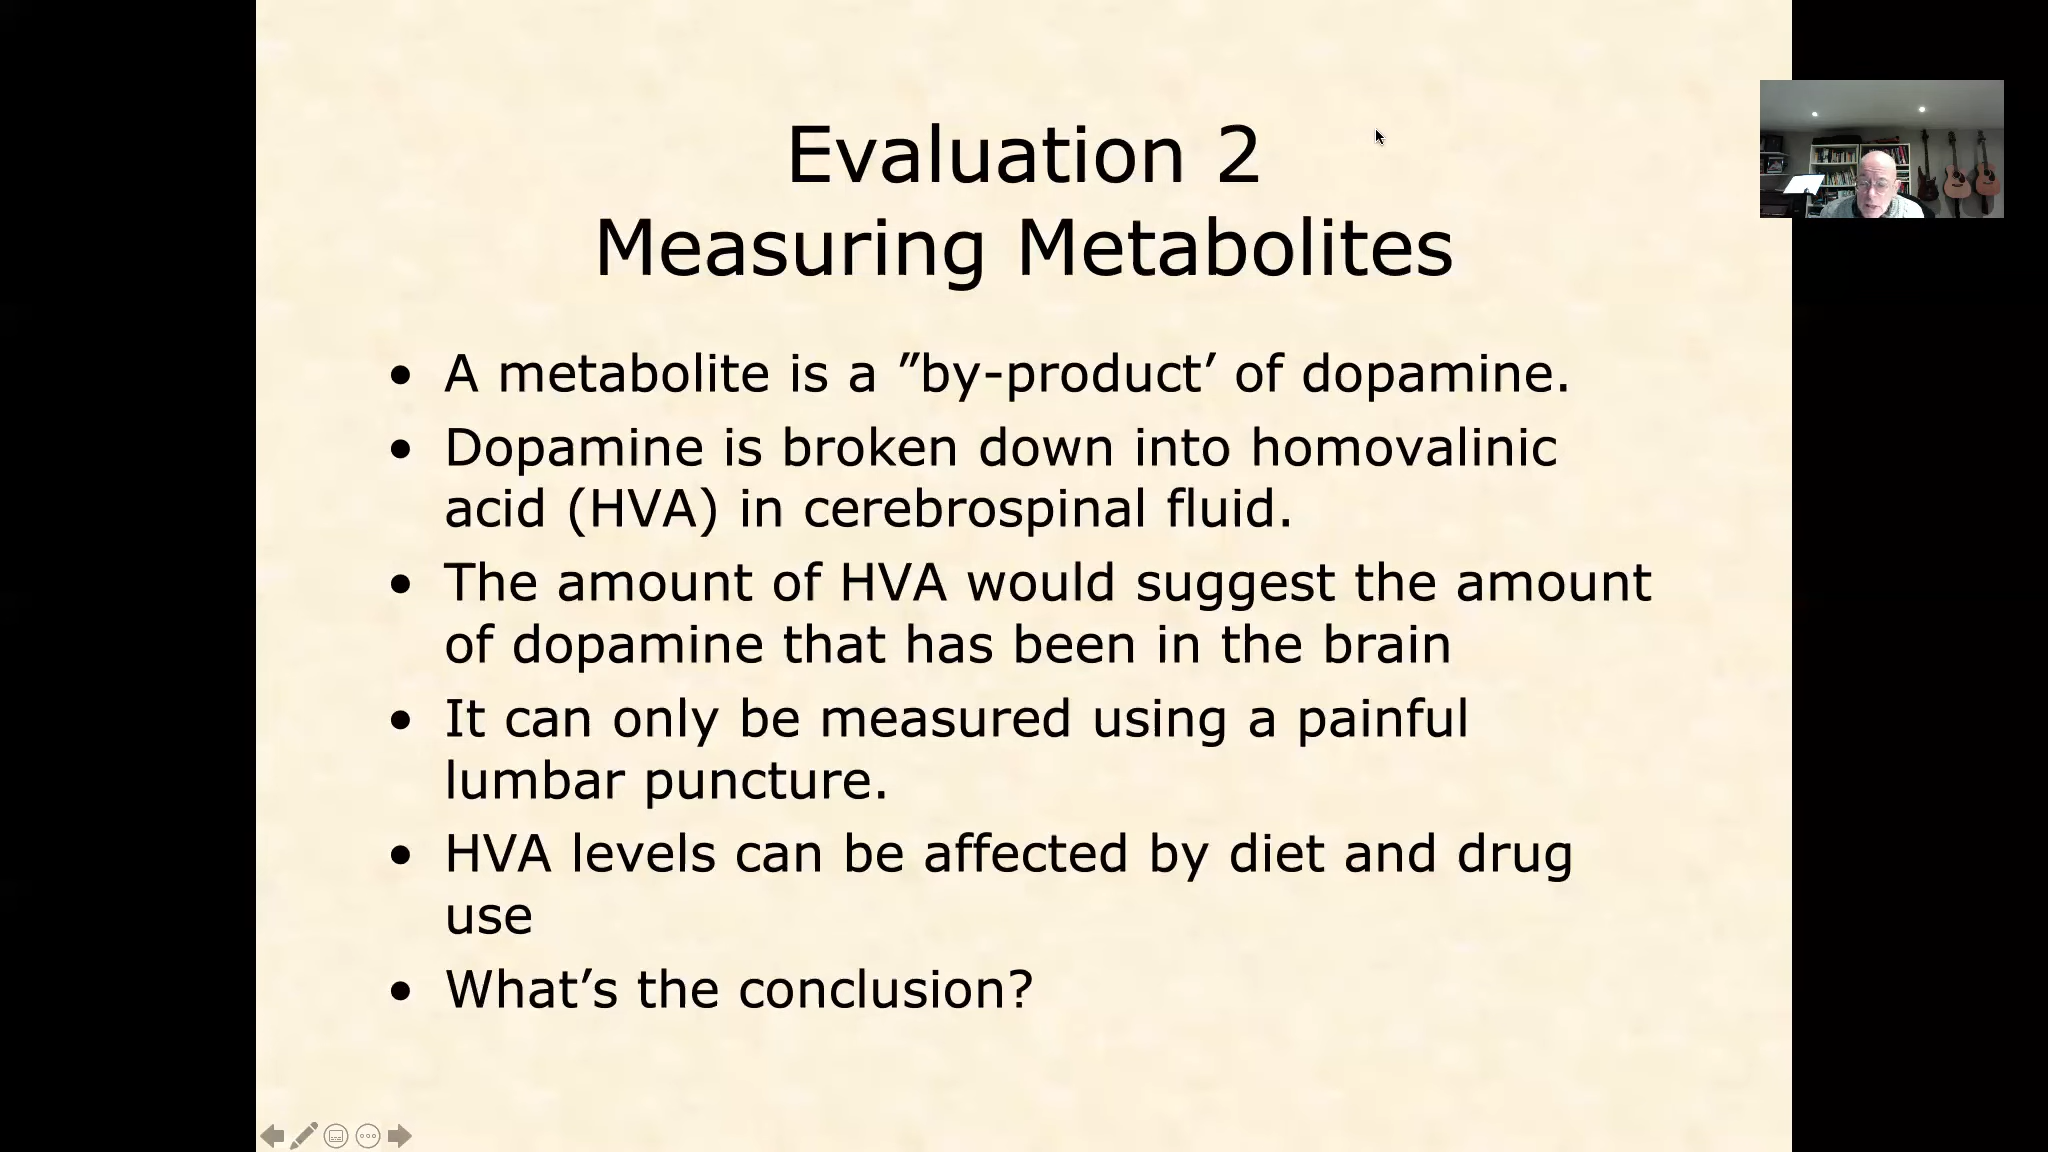 Evaluation 2
Measuring Metabolites
• A metabolite is a ”by-product’ of dopamine.
• Dopamine is broken down into homovalinic
acid (HVA) in cerebrospinal fluid.
• The amount of HVA would suggest the amount
of dopamine that has been in the brain
• It can only be measured using a painful
lumbar puncture.
• HVA levels can be affected by diet and drug
use
• What’s the conclusion?